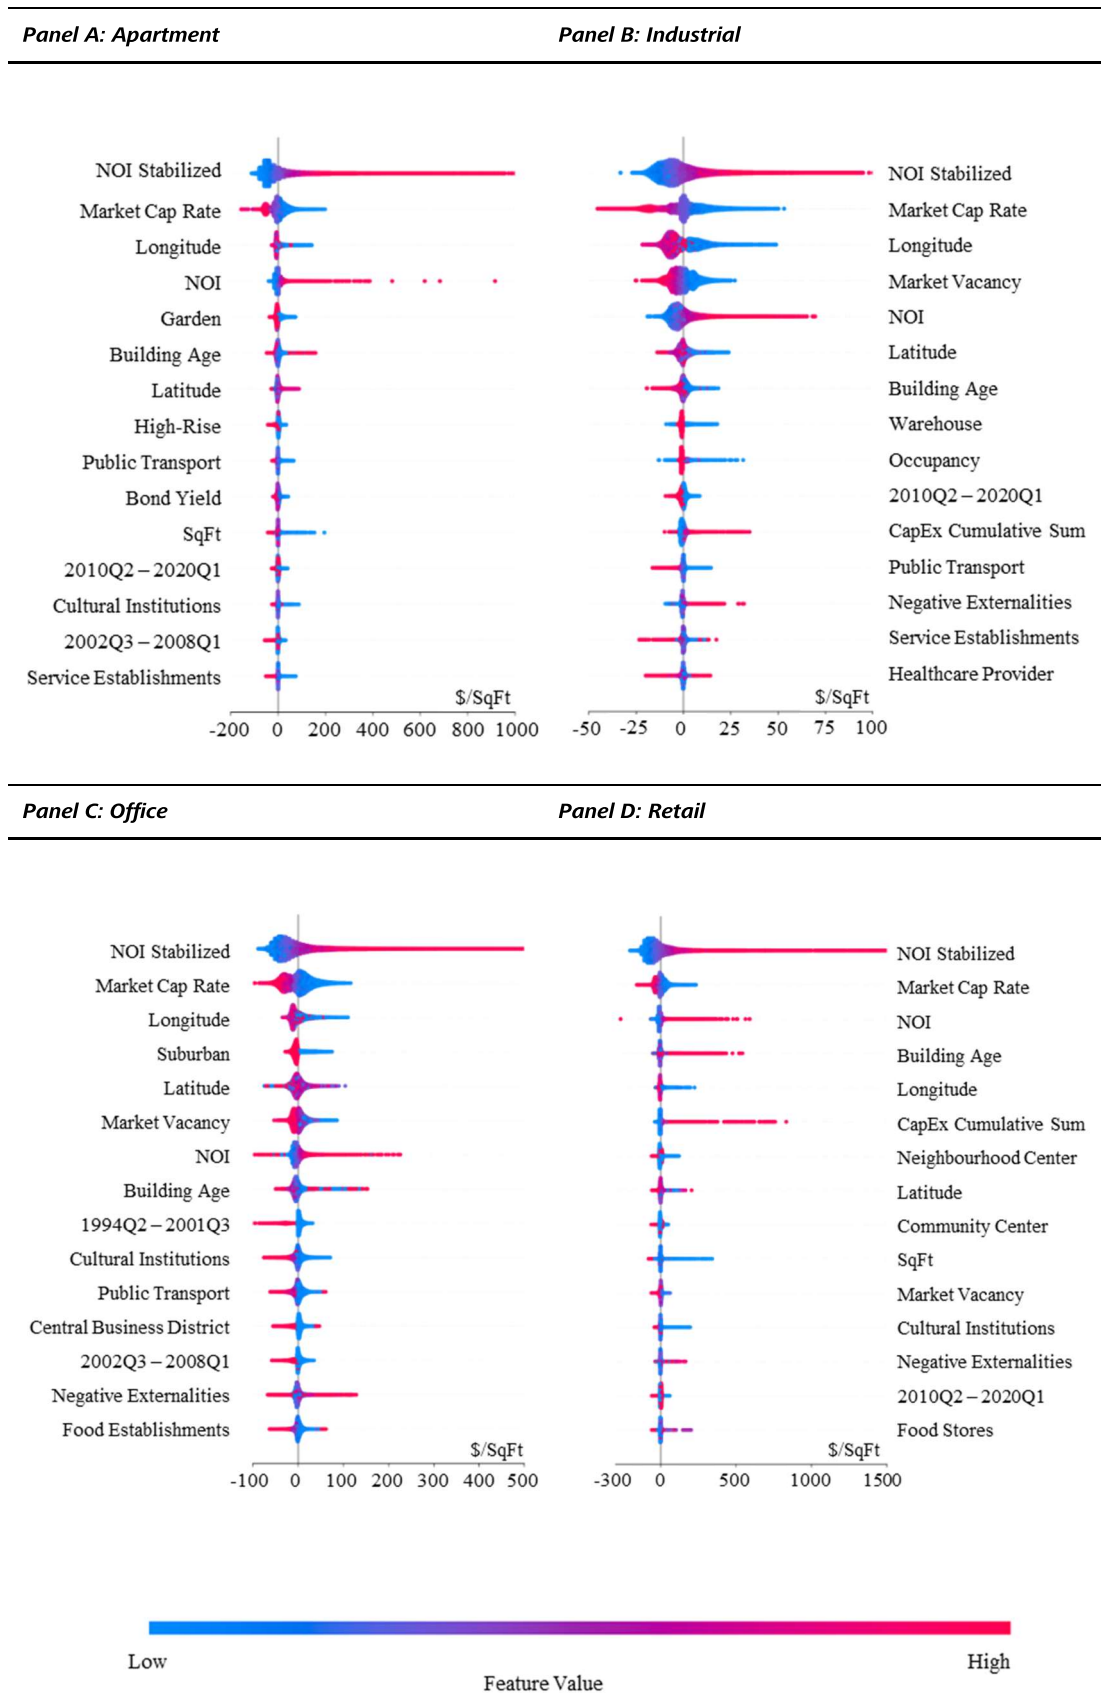 Panel A: Apartment
Panel B: Industrial
NOI Stabilized
Market Cap Rate
Longitude
NOI
Garden
Building Age
Latitude
High-Rise
Public Transport
Bond Yield
SqFt
2010Q2 – 2020Q1
Cultural Institutions
2002Q3 – 2008Q1
Service Establishments
$/SqFt
-200 0 200 400 600 800 1000
NOI Stabilized
Market Cap Rate
Longitude
Market Vacancy
NOI
Latitude
Building Age
Warehouse
Occupancy
2010Q2 – 2020Q1
CapEx Cumulative Sum
Public Transport
Negative Externalities
Service Establishments
Healthcare Provider
$/SqFt
-50 -25 0 25 50 75 100
Panel C: Office
Panel D: Retail
NOI Stabilized
Market Cap Rate
Longitude
Suburban
Latitude
Market Vacancy
NOI
Building Age
1994Q2 – 2001Q3
Cultural Institutions
Public Transport
Central Business District
2002Q3 – 2008Q1
Negative Externalities
Food Establishments
$/SqFt
-100 0 100 200 300 400 500
NOI Stabilized
Market Cap Rate
NOI
Building Age
Longitude
CapEx Cumulative Sum
Neighbourhood Center
Latitude
Community Center
SqFt
Market Vacancy
Cultural Institutions
Negative Externalities
2010Q2 – 2020Q1
Food Stores
$/SqFt
-300 0 500 1000 1500
Low
High
Feature Value